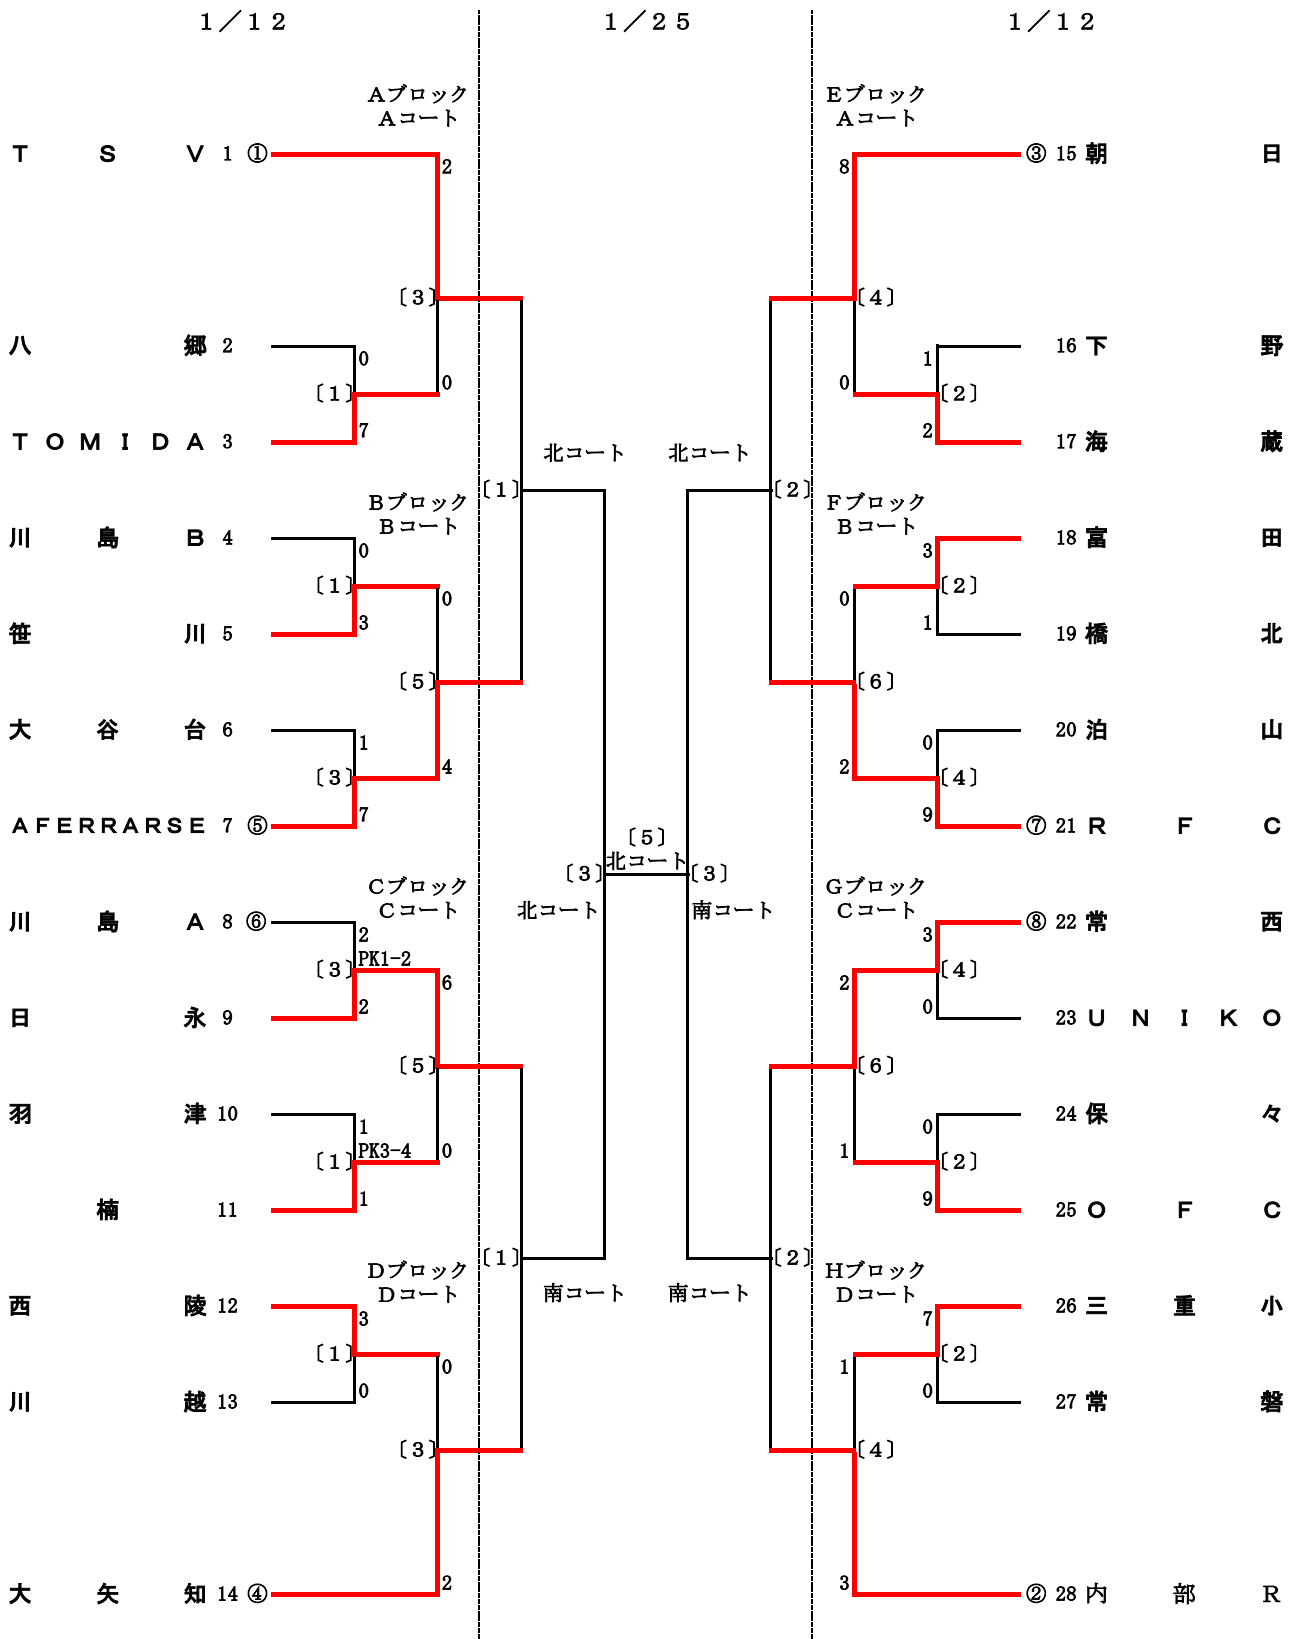 １／１２ １／２５ １／１２
Ａブロック Ｅブロック
Ａコート Ａコート
ＴＳＶ 1 ① 2 8 ③ 15 朝日
〔３〕 〔４〕
八郷 2 0 1 16 下野
〔１〕 0 0 〔２〕
ＴＯＭＩＤＡ 3 7 2 17 海蔵
北コート 北コート
〔１〕 〔２〕
Ｂブロック Ｆブロック
Ｂコート Ｂコート
川島Ｂ 4 0 3 18 富田
〔１〕 0 0 〔２〕
笹川 5 3 1 19 橋北
〔５〕 〔６〕
大谷台 6 1 0 20 泊山
〔３〕 4 2 〔４〕
ＡＦＥＲＲＡＲＳＥ 7 ⑤ 7 9 ⑦ 21 ＲＦＣ
〔５〕
北コート
〔３〕 〔３〕
北コート 南コート
Ｃブロック Ｇブロック
Ｃコート Ｃコート
川島Ａ 8 ⑥ 2 3 ⑧ 22 常西
〔３〕 PK1-2 6 2 〔４〕
日永 9 2 0 23 ＵＮＩＫＯ
〔５〕 〔６〕
羽津 10 1 0 24 保々
〔１〕 PK3-4 0 1 〔２〕
楠 11 1 9 25 ＯＦＣ
〔１〕 〔２〕
南コート 南コート
Ｄブロック Ｈブロック
Ｄコート Ｄコート
西陵 12 3 7 26 三重小
〔１〕 0 1 〔２〕
川越 13 0 0 27 常磐
〔３〕 〔４〕
大矢知 14 ④ 2 3 ② 28 内部Ｒ